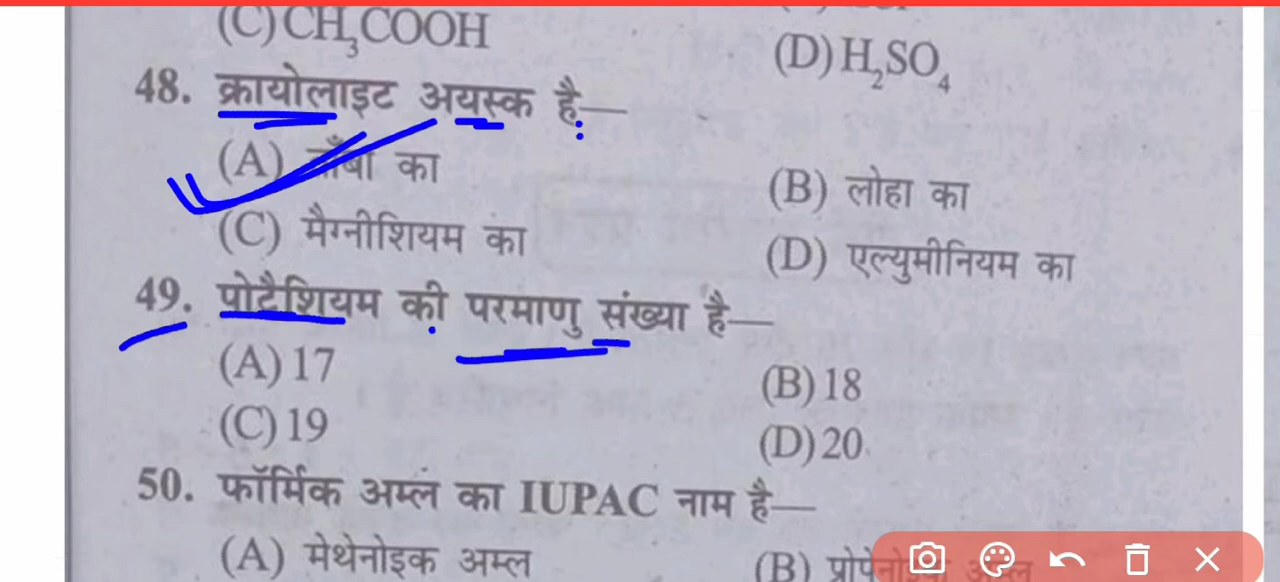 (C) CH₃COOH
(D) H₂SO₄
48. क्रायोलाइट अयस्क है—
(A) ताँबा का
(B) लोहा का
(C) मैग्नीशियम का
(D) एल्युमीनियम का
49. पोटैशियम की परमाणु संख्या है—
(A) 17
(B) 18
(C) 19
(D) 20
50. फॉर्मिक अम्ल का IUPAC नाम है—
(A) मेथेनोइक अम्ल
(B) अम्ल